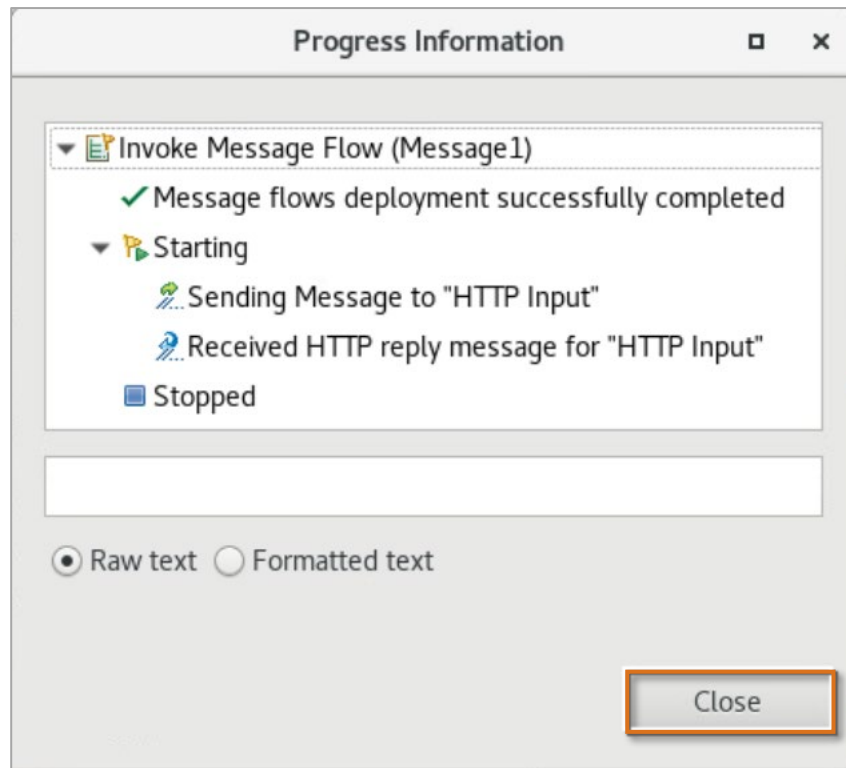 Progress Information
Invoke Message Flow (Message1)
Message flows deployment successfully completed
Starting
Sending Message to "HTTP Input"
Received HTTP reply message for "HTTP Input"
Stopped
Raw text Formatted text
Close